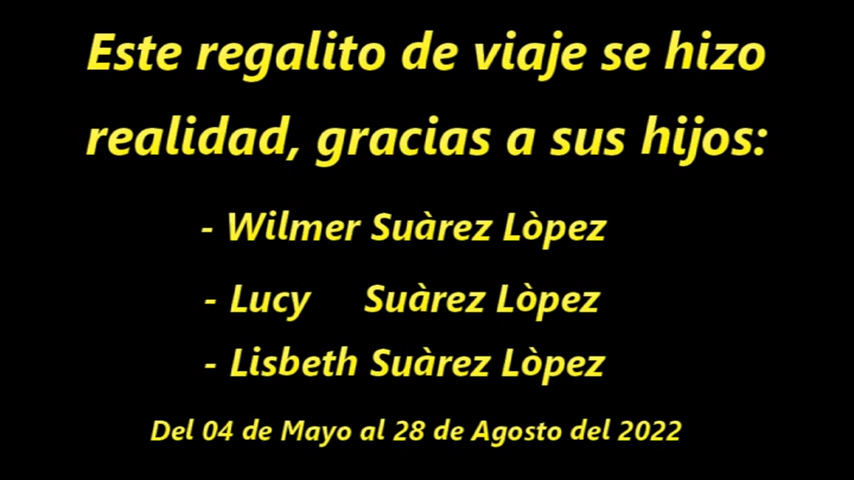 Este regalito de viaje se hizo
realidad, gracias a sus hijos:
- Wilmer Suàrez Lòpez
- Lucy Suàrez Lòpez
- Lisbeth Suàrez Lòpez
Del 04 de Mayo al 28 de Agosto del 2022